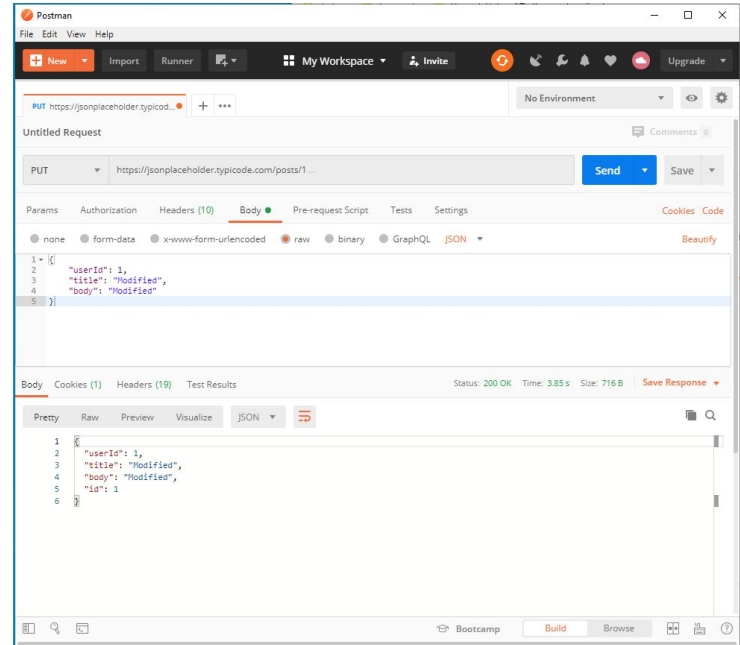 Postman
File Edit View Help
New Import Runner My Workspace Invite Upgrade
PUT https://jsonplaceholder.typicod... + ••• No Environment
Untitled Request Comments 0
PUT https://jsonplaceholder.typicode.com/posts/1... Send Save
Params Authorization Headers (10) Body Pre-request Script Tests Settings Cookies Code
none form-data x-www-form-urlencoded raw binary GraphQL JSON Beautify
1 {
2 "userId": 1,
3 "title": "Modified",
4 "body": "Modified"
5 }
Body Cookies (1) Headers (19) Test Results Status: 200 OK Time: 3.85 s Size: 716 B Save Response
Pretty Raw Preview Visualize JSON
1 {
2 "userId": 1,
3 "title": "Modified",
4 "body": "Modified",
5 "id": 1
6 }
Bootcamp Build Browse